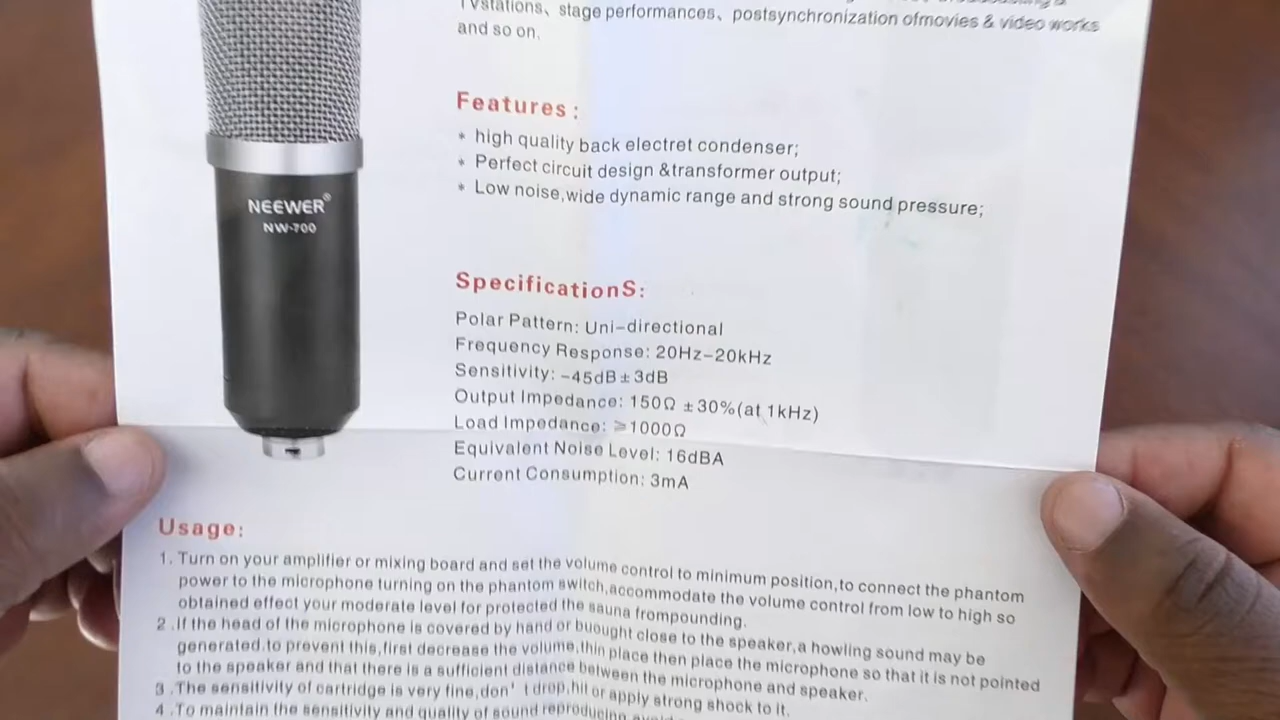 TVstations、stage performances、postsynchronization ofmovies & video works
and so on.
Features:
* high quality back electret condenser;
* Perfect circuit design &transformer output;
* Low noise,wide dynamic range and strong sound pressure;
NEEWER®
NW-700
SpecificationS:
Polar Pattern: Uni-directional
Frequency Response: 20Hz-20kHz
Sensitivity: -45dB±3dB
Output Impedance: 150Ω ±30%(at 1kHz)
Load Impedance: ≥1000Ω
Equivalent Noise Level: 16dBA
Current Consumption: 3mA
Usage:
1. Turn on your amplifier or mixing board and set the volume control to minimum position,to connect the phantom
power to the microphone turning on the phantom switch,accommodate the volume control from low to high so
obtained effect your moderate level for protected the sauna frompounding.
2 .If the head of the microphone is covered by hand or buought close to the speaker,a howling sound may be
generated.to prevent this,first decrease the volume,thin place then place the microphone so that it is not pointed
to the speaker and that there is a sufficient distance between the microphone and speaker.
3 .The sensitivity of cartridge is very fine,don't drop,hit or apply strong shock to it.
4 .To maintain the sensitivity and quality of sound reproducing